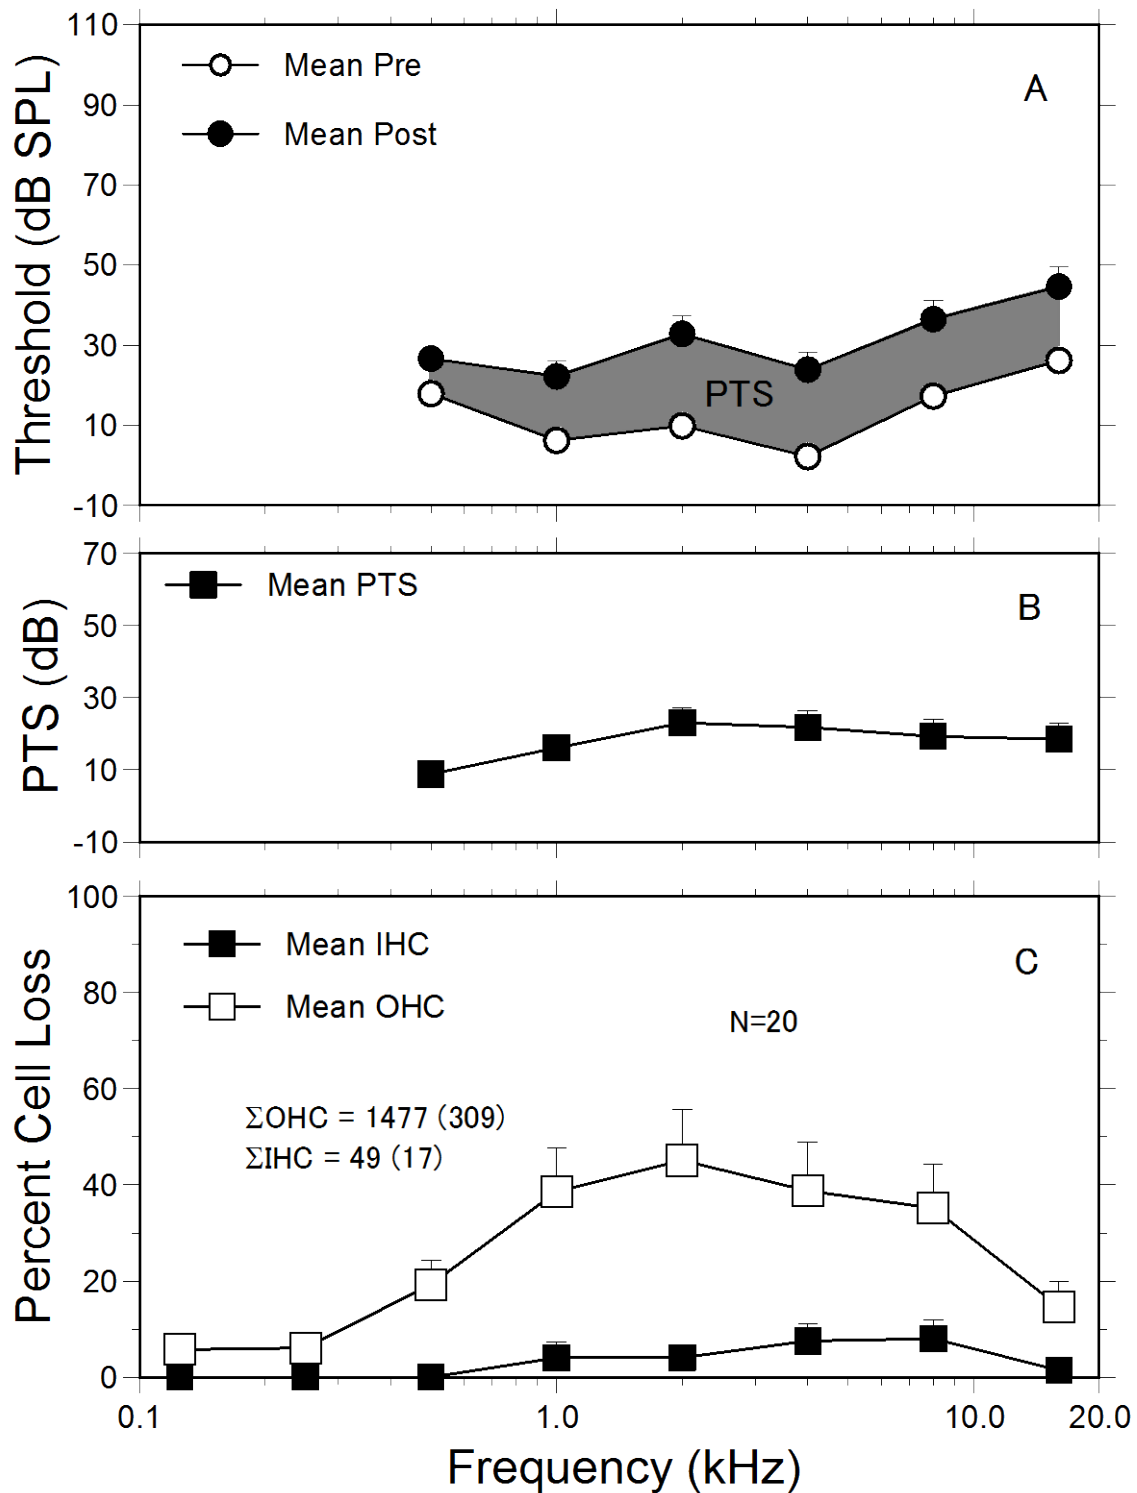 110
90
70
50
30
10
-10
Threshold (dB SPL)
Mean Pre
Mean Post
A
PTS
70
50
30
10
-10
PTS (dB)
Mean PTS
B
100
80
60
40
20
0
Percent Cell Loss
Mean IHC
Mean OHC
C
N=20
ΣOHC = 1477 (309)
ΣIHC = 49 (17)
0.1 1.0 10.0 20.0
Frequency (kHz)